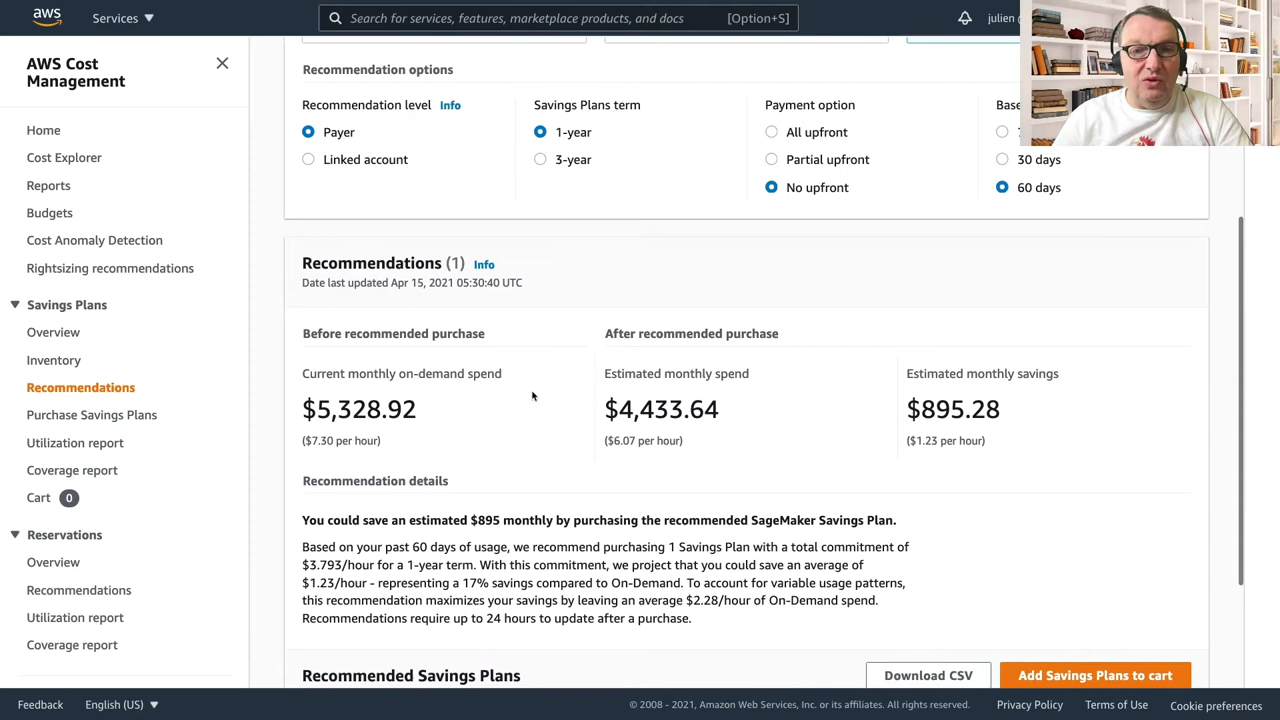 aws
Services
Search for services, features, marketplace products, and docs
[Option+S]
julien @
AWS Cost
Management
Home
Cost Explorer
Reports
Budgets
Cost Anomaly Detection
Rightsizing recommendations
Savings Plans
Overview
Inventory
Recommendations
Purchase Savings Plans
Utilization report
Coverage report
Cart 0
Reservations
Overview
Recommendations
Utilization report
Coverage report
Recommendation options
Recommendation level Info
Payer
Linked account
Savings Plans term
1-year
3-year
Payment option
All upfront
Partial upfront
No upfront
Base
30 days
60 days
Recommendations (1) Info
Date last updated Apr 15, 2021 05:30:40 UTC
Before recommended purchase
Current monthly on-demand spend
$5,328.92
($7.30 per hour)
After recommended purchase
Estimated monthly spend
$4,433.64
($6.07 per hour)
Estimated monthly savings
$895.28
($1.23 per hour)
Recommendation details
You could save an estimated $895 monthly by purchasing the recommended SageMaker Savings Plan.
Based on your past 60 days of usage, we recommend purchasing 1 Savings Plan with a total commitment of
$3.793/hour for a 1-year term. With this commitment, we project that you could save an average of
$1.23/hour - representing a 17% savings compared to On-Demand. To account for variable usage patterns,
this recommendation maximizes your savings by leaving an average $2.28/hour of On-Demand spend.
Recommendations require up to 24 hours to update after a purchase.
Recommended Savings Plans
Download CSV
Add Savings Plans to cart
Feedback
English (US)
© 2008 - 2021, Amazon Web Services, Inc. or its affiliates. All rights reserved.
Privacy Policy
Terms of Use
Cookie preferences